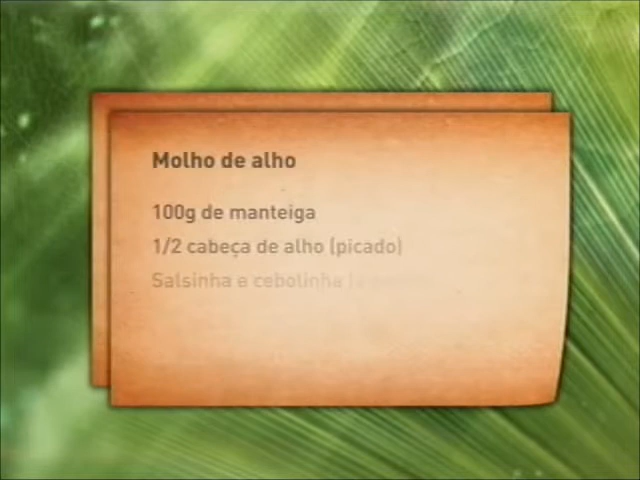 Molho de alho
100g de manteiga
1/2 cabeça de alho (picado)
Salsinha e cebolinha